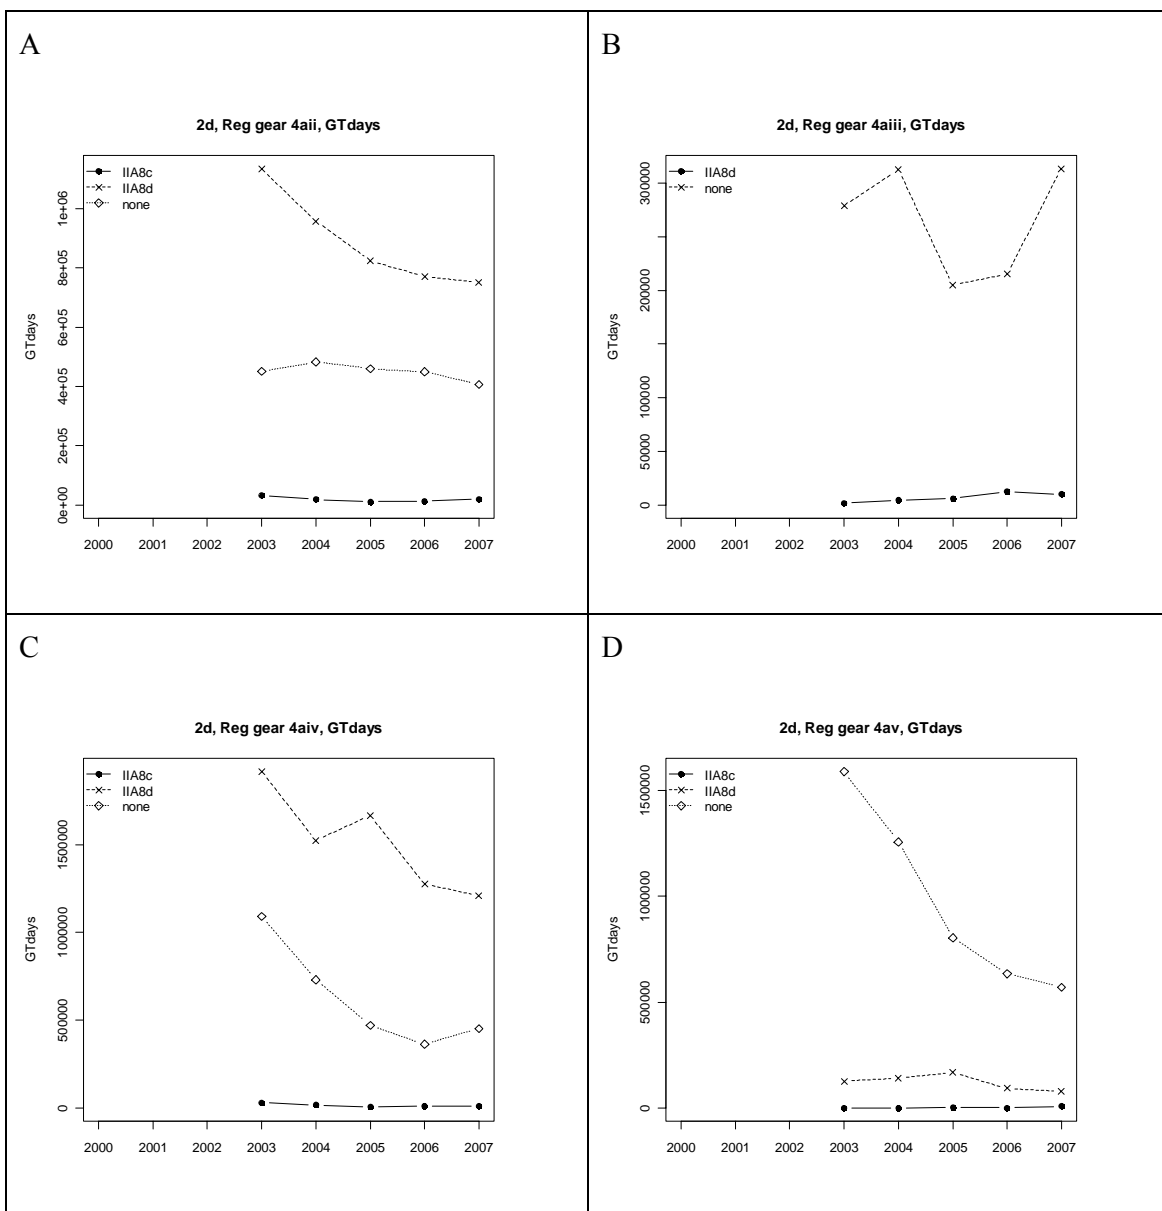 A
2d, Reg gear 4aii, GTdays
IIA8c
IIA8d
none
GTdays
1e+06
8e+05
6e+05
4e+05
2e+05
0e+00
2000 2001 2002 2003 2004 2005 2006 2007
B
2d, Reg gear 4aiii, GTdays
IIA8d
none
GTdays
300000
200000
100000
50000
0
2000 2001 2002 2003 2004 2005 2006 2007
C
2d, Reg gear 4aiv, GTdays
IIA8c
IIA8d
none
GTdays
1500000
1000000
500000
0
2000 2001 2002 2003 2004 2005 2006 2007
D
2d, Reg gear 4av, GTdays
IIA8c
IIA8d
none
GTdays
1500000
1000000
500000
0
2000 2001 2002 2003 2004 2005 2006 2007